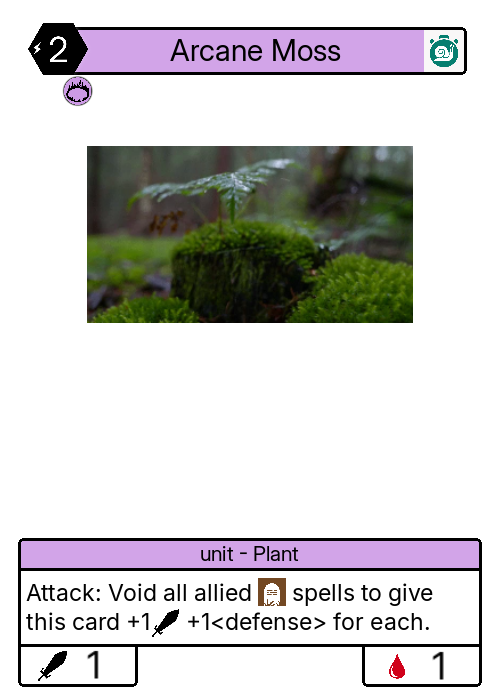 2
Arcane Moss
unit - Plant
Attack: Void all allied spells to give
this card +1 +1<defense> for each.
1
1